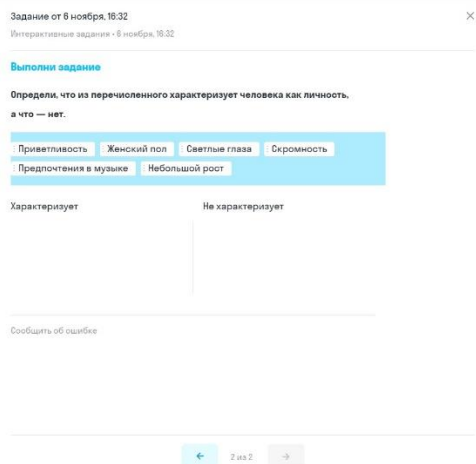 Задание от 6 ноября, 16:32
Интерактивные задания • 6 ноября, 16:32
Выполни задание
Определи, что из перечисленного характеризует человека как личность,
а что — нет.
Приветливость Женский пол Светлые глаза Скромность
Предпочтения в музыке Небольшой рост
Характеризует Не характеризует
Сообщить об ошибке
2 из 2